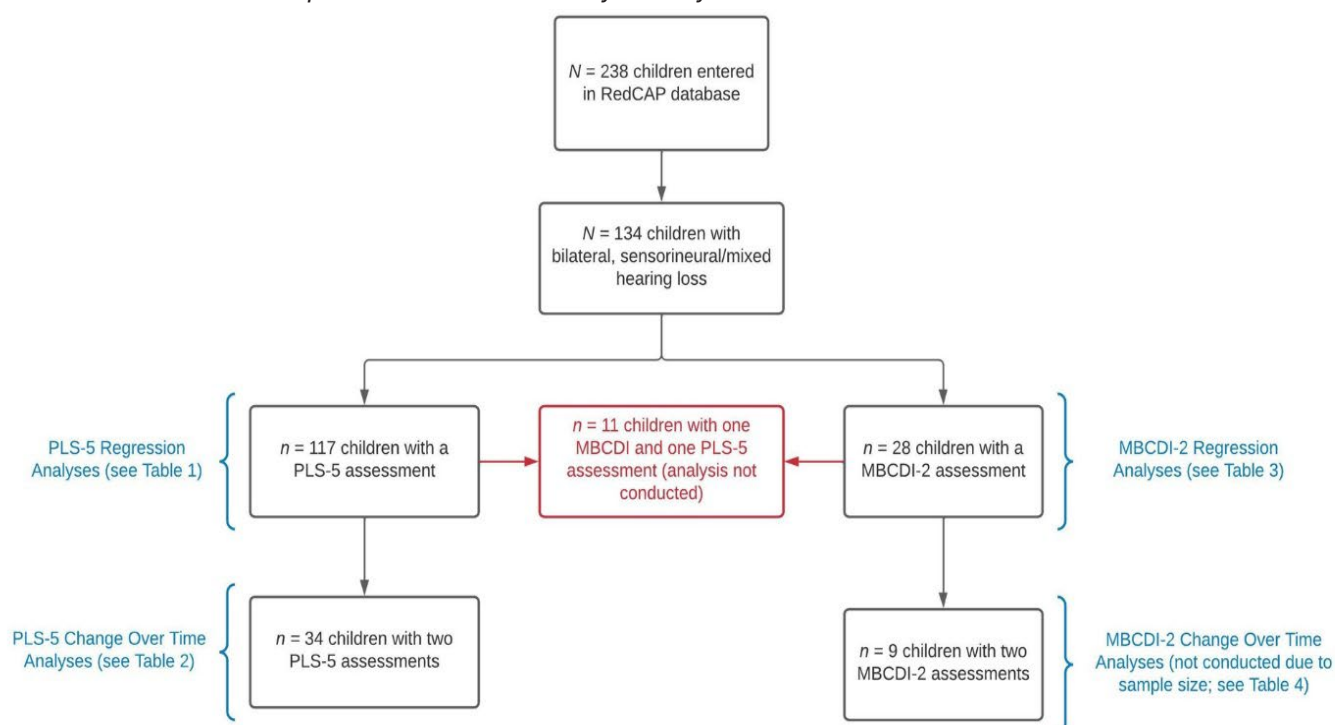 N = 238 children entered
in RedCAP database
N = 134 children with
bilateral, sensorineural/mixed
hearing loss
PLS-5 Regression
Analyses (see Table 1)
n = 117 children with a
PLS-5 assessment
n = 11 children with one
MBCDI and one PLS-5
assessment (analysis not
conducted)
n = 28 children with a
MBCDI-2 assessment
MBCDI-2 Regression
Analyses (see Table 3)
PLS-5 Change Over Time
Analyses (see Table 2)
n = 34 children with two
PLS-5 assessments
n = 9 children with two
MBCDI-2 assessments
MBCDI-2 Change Over Time
Analyses (not conducted due to
sample size; see Table 4)